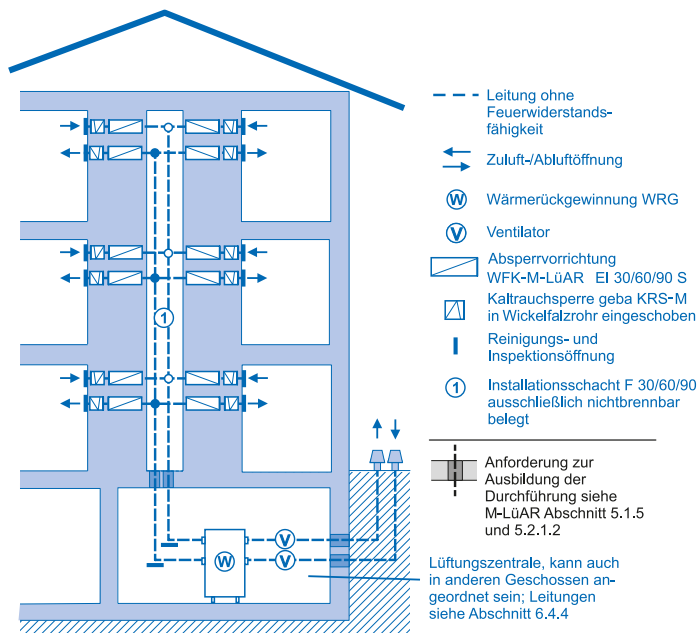 Leitung ohne
Feuerwiderstands-
fähigkeit
Zuluft-/Abluftöffnung
W Wärmerückgewinnung WRG
V Ventilator
Absperrvorrichtung
WFK-M-LüAR EI 30/60/90 S
Kaltrauchsperre geba KRS-M
in Wickelfalzrohr eingeschoben
Reinigungs- und
Inspektionsöffnung
1 Installationsschacht F 30/60/90
ausschließlich nichtbrennbar
belegt
Anforderung zur
Ausbildung der
Durchführung siehe
M-LüAR Abschnitt 5.1.5
und 5.2.1.2
Lüftungszentrale, kann auch
in anderen Geschossen an-
geordnet sein; Leitungen
siehe Abschnitt 6.4.4
1
V
W
V